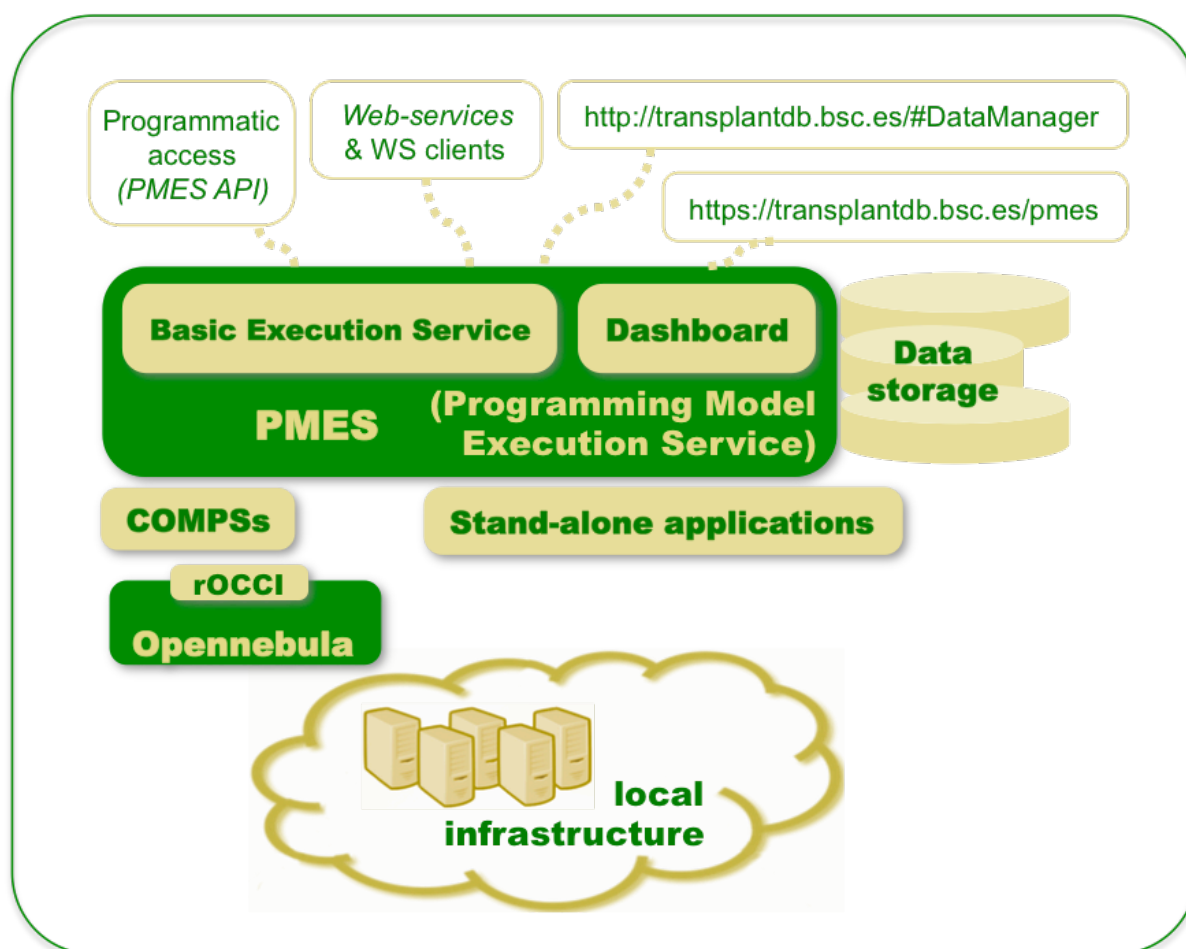 Programmatic
access
(PMES API)
Web-services
& WS clients
http://transplantdb.bsc.es/#DataManager
https://transplantdb.bsc.es/pmes
Basic Execution Service
Dashboard
Data
storage
PMES
(Programming Model
Execution Service)
COMPSs
Stand-alone applications
rOCCI
Opennebula
local
infrastructure